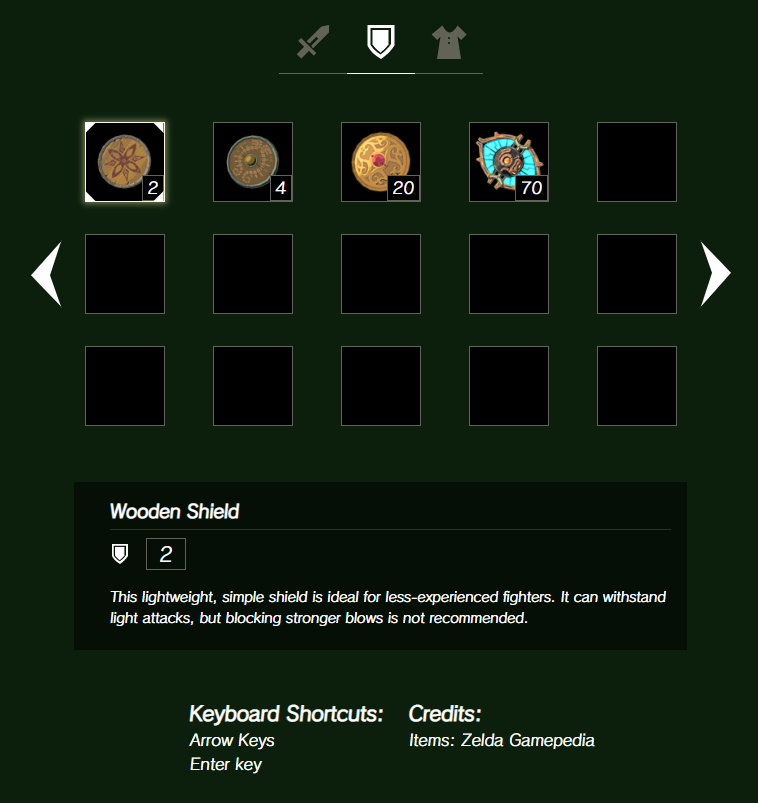 2
4
20
70
Wooden Shield
2
This lightweight, simple shield is ideal for less-experienced fighters. It can withstand
light attacks, but blocking stronger blows is not recommended.
Keyboard Shortcuts:
Arrow Keys
Enter key
Credits:
Items: Zelda Gamepedia